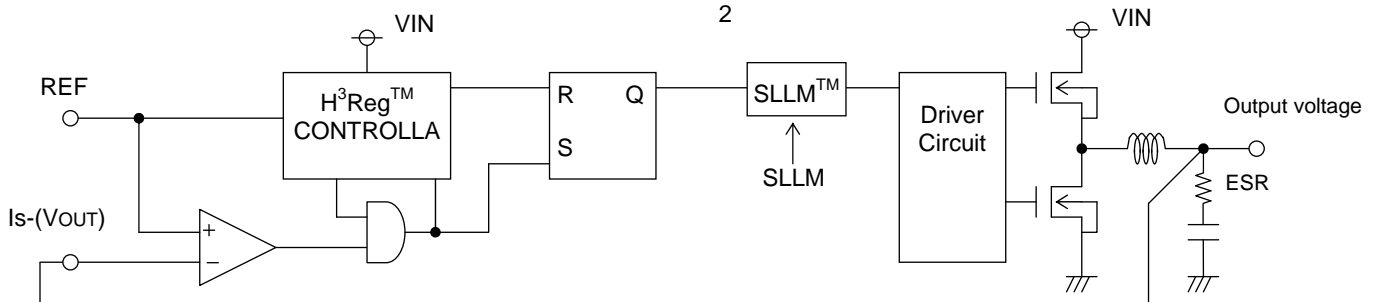 2
VIN
VIN
REF
H³Reg™
CONTROLLA
R
Q
S
SLLM™
SLLM
Driver
Circuit
Output voltage
ESR
Is-(VOUT)
+
−